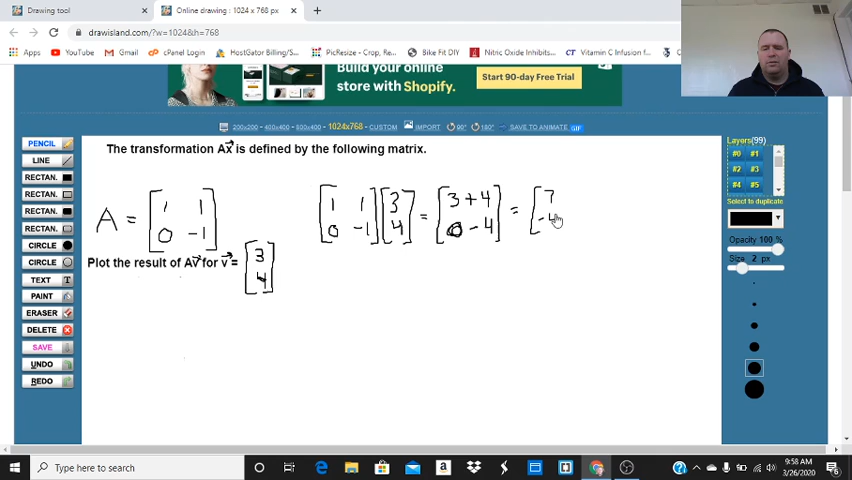 Drawing tool
Online drawing : 1024 x 768 px
drawisland.com/?w=1024&h=768
Apps YouTube Gmail cPanel Login HostGator Billing/S... PicResize - Crop, Re... Bike Fit DIY Nitric Oxide Inhibits... CT Vitamin C Infusion f...
Build your online
store with Shopify.
Start 90-day Free Trial
200x200 - 400x400 - 800x400 - 1024x768 - CUSTOM IMPORT 90° 180° SAVE TO ANIMATE GIF
PENCIL
LINE
RECTAN.
RECTAN.
RECTAN.
RECTAN.
CIRCLE
CIRCLE
TEXT
PAINT
ERASER
DELETE
SAVE
UNDO
REDO
The transformation Ax⃗ is defined by the following matrix.
A = [1 1
0 -1]
[1 1
0 -1] [3
4] = [3 + 4
0 - 4] = [7
-4
Plot the result of Av⃗ for v⃗ = [3
4]
Layers(99)
#0 #1
#2 #3
#4 #5
Select to duplicate
Opacity 100 %
Size 2 px
Type here to search
9:58 AM
3/26/2020